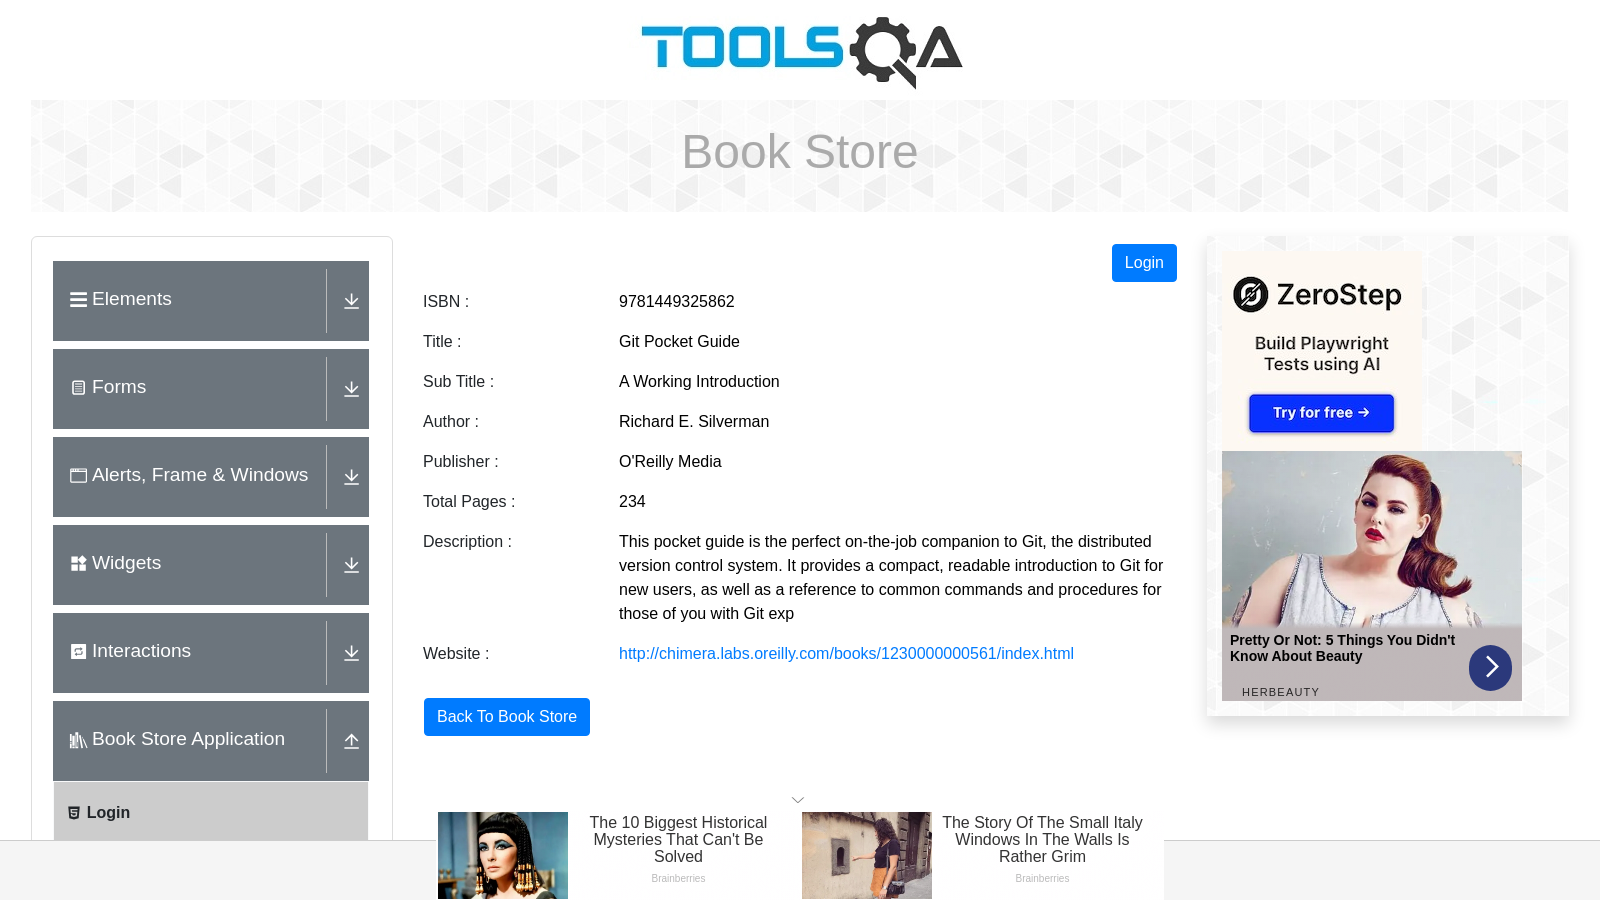 TOOLSQA
Book Store
Elements
Forms
Alerts, Frame & Windows
Widgets
Interactions
Book Store Application
Login
Login
ISBN :
9781449325862
Title :
Git Pocket Guide
Sub Title :
A Working Introduction
Author :
Richard E. Silverman
Publisher :
O'Reilly Media
Total Pages :
234
Description :
This pocket guide is the perfect on-the-job companion to Git, the distributed
version control system. It provides a compact, readable introduction to Git for
new users, as well as a reference to common commands and procedures for
those of you with Git exp
Website :
http://chimera.labs.oreilly.com/books/1230000000561/index.html
Back To Book Store
ZeroStep
Build Playwright
Tests using AI
Try for free →
Pretty Or Not: 5 Things You Didn't
Know About Beauty
HERBEAUTY
The 10 Biggest Historical
Mysteries That Can't Be
Solved
Brainberries
The Story Of The Small Italy
Windows In The Walls Is
Rather Grim
Brainberries